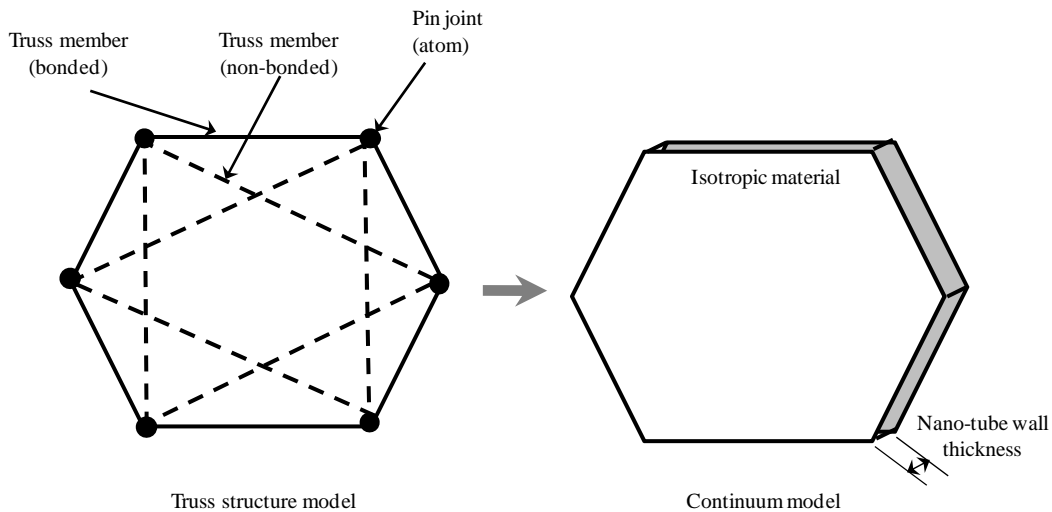 Truss member
(bonded)
Truss member
(non-bonded)
Pin joint
(atom)
Isotropic material
Nano-tube wall
thickness
Truss structure model
Continuum model